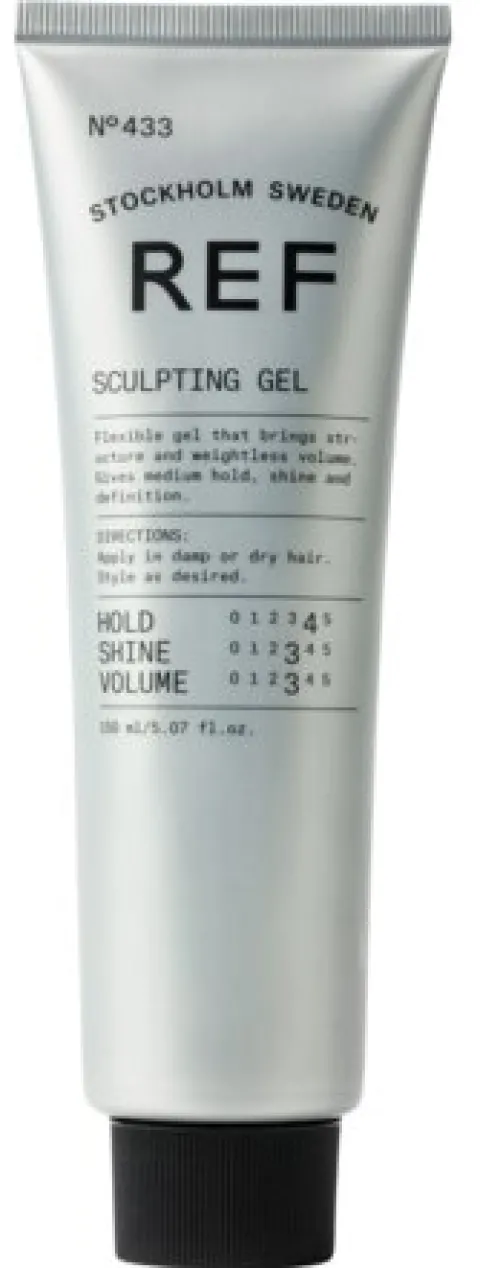 Nº433
STOCKHOLM SWEDEN
REF
SCULPTING GEL
Flexible gel that brings str-
ucture and weightless volume.
Gives medium hold, shine and
definition.
DIRECTIONS:
Apply in damp or dry hair.
Style as desired.
HOLD 0 1 2 3 4 5
SHINE 0 1 2 3 4 5
VOLUME 0 1 2 3 4 5
150 ml/5.07 fl.oz.